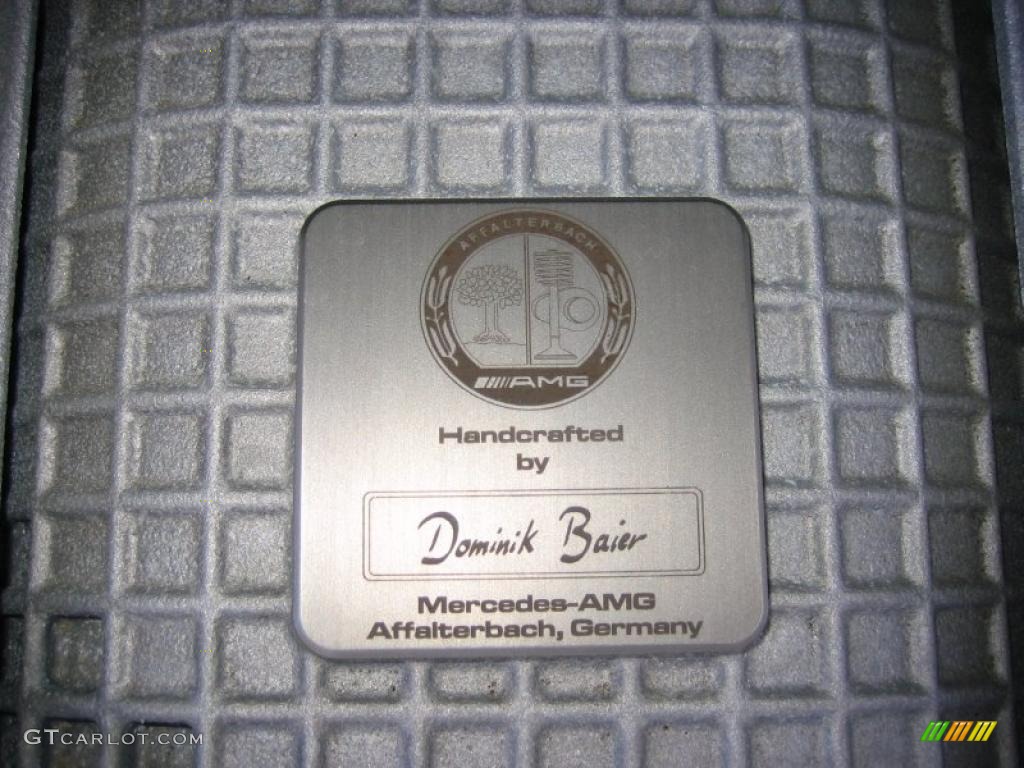 AFFALTERBACH
AMG
Handcrafted
by
Dominik Baier
Mercedes-AMG
Affalterbach, Germany
GTCARLOT.COM